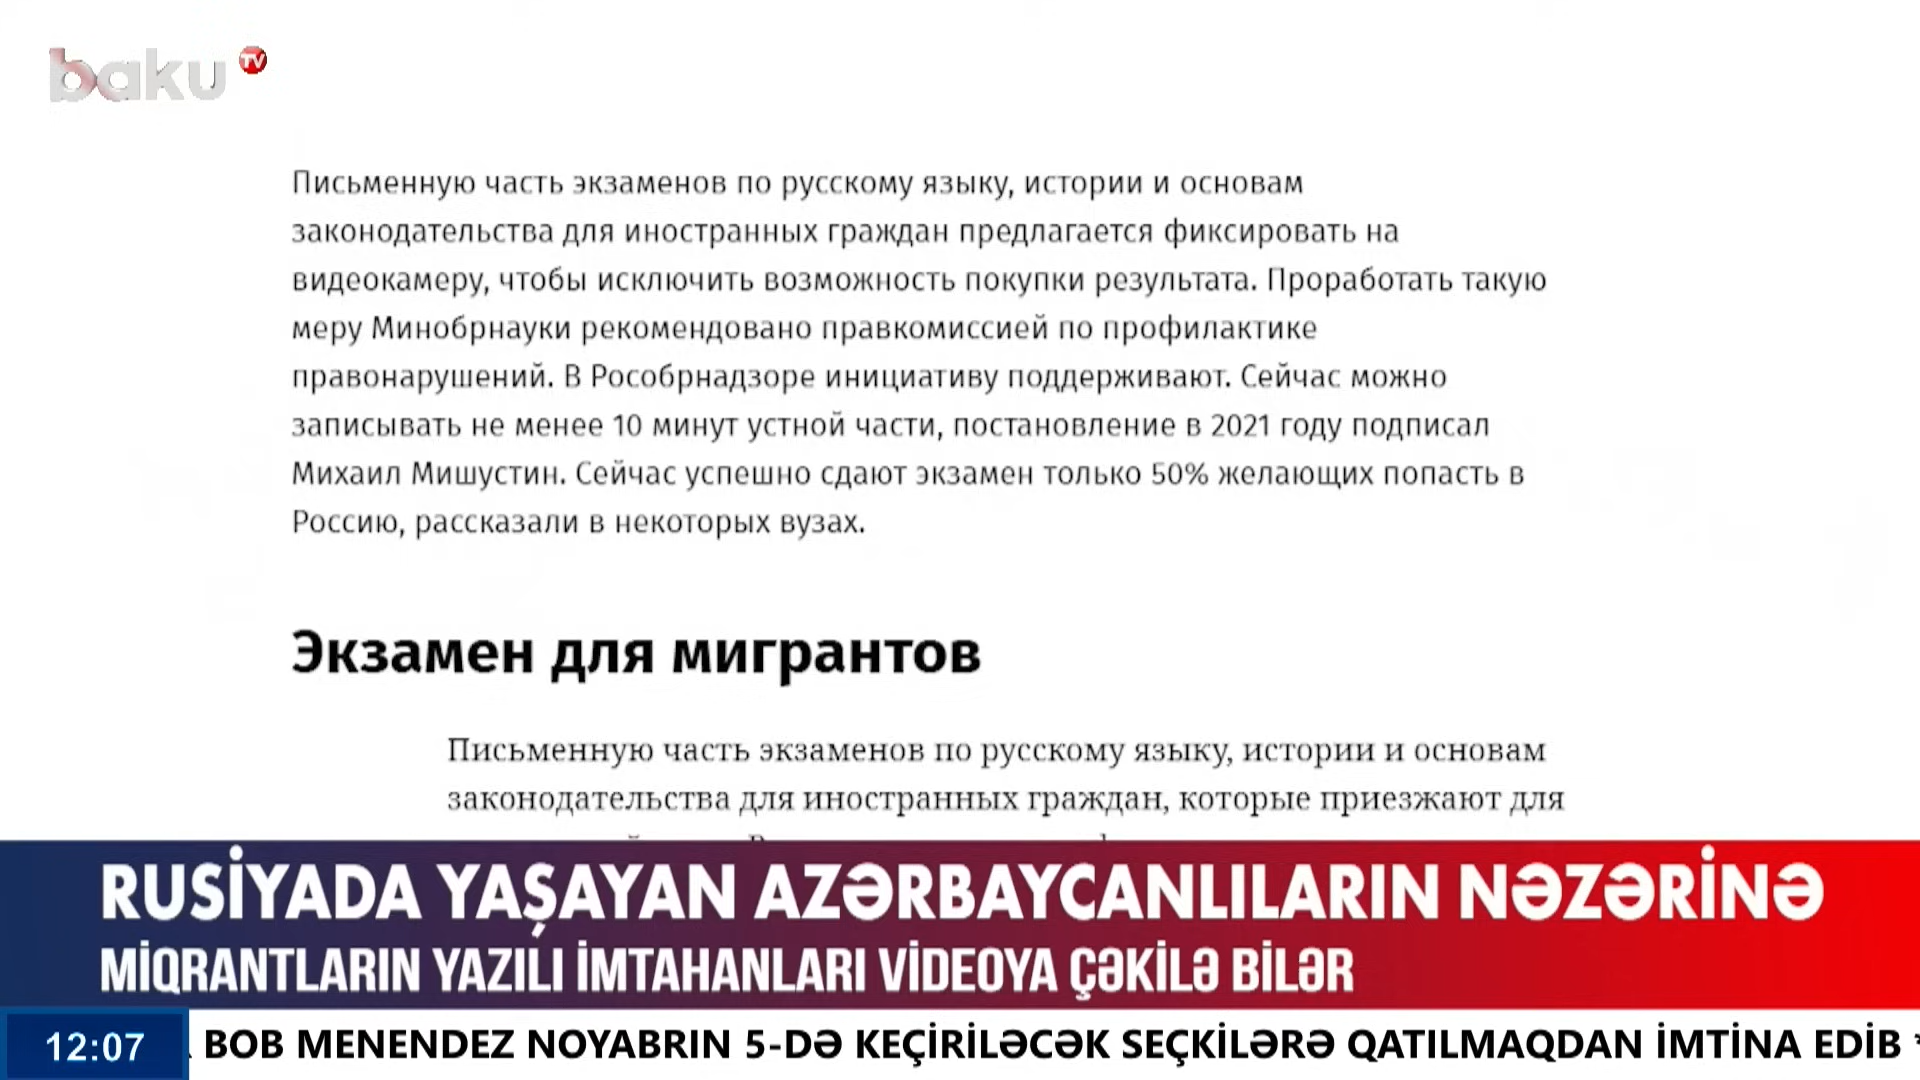 baku TV
Письменную часть экзаменов по русскому языку, истории и основам
законодательства для иностранных граждан предлагается фиксировать на
видеокамеру, чтобы исключить возможность покупки результата. Проработать такую
меру Минобрнауки рекомендовано правкомиссией по профилактике
правонарушений. В Рособрнадзоре инициативу поддерживают. Сейчас можно
записывать не менее 10 минут устной части, постановление в 2021 году подписал
Михаил Мишустин. Сейчас успешно сдают экзамен только 50% желающих попасть в
Россию, рассказали в некоторых вузах.
Экзамен для мигрантов
Письменную часть экзаменов по русскому языку, истории и основам
законодательства для иностранных граждан, которые приезжают для
RUSİYADA YAŞAYAN AZƏRBAYCANLILARIN NƏZƏRİNƏ
MİQRANTLARIN YAZILI İMTAHANLARI VİDEOYA ÇƏKİLƏ BİLƏR
12:07 BOB MENENDEZ NOYABRIN 5-DƏ KEÇİRİLƏCƏK SEÇKİLƏRƏ QATILMAQDAN İMTİNA EDİB